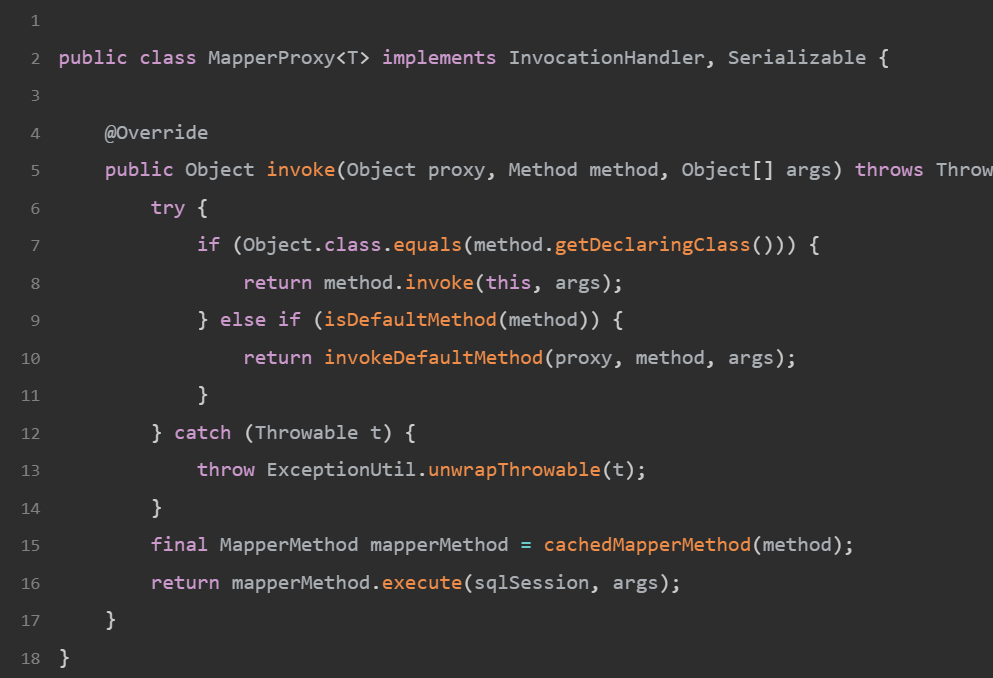 1
2 public class MapperProxy<T> implements InvocationHandler, Serializable {
3
4     @Override
5     public Object invoke(Object proxy, Method method, Object[] args) throws Throw
6         try {
7             if (Object.class.equals(method.getDeclaringClass())) {
8                 return method.invoke(this, args);
9             } else if (isDefaultMethod(method)) {
10                 return invokeDefaultMethod(proxy, method, args);
11             }
12         } catch (Throwable t) {
13             throw ExceptionUtil.unwrapThrowable(t);
14         }
15         final MapperMethod mapperMethod = cachedMapperMethod(method);
16         return mapperMethod.execute(sqlSession, args);
17     }
18 }